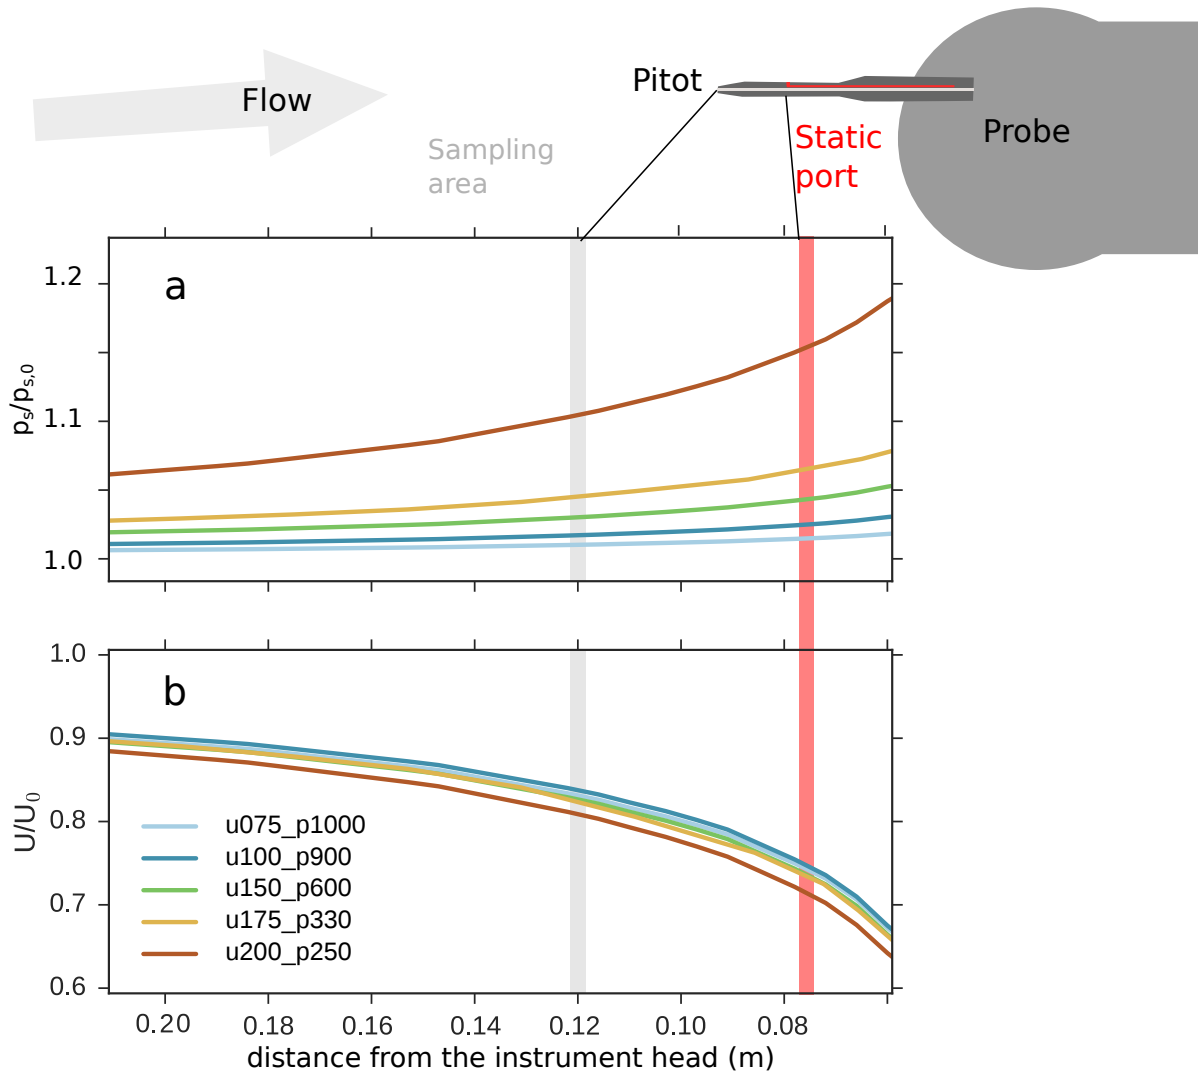 Flow
Pitot
Sampling
area
Static
port
Probe
a
1.2
1.1
1.0
pₛ/pₛ,₀
b
1.0
0.9
0.8
0.7
0.6
U/U₀
u075_p1000
u100_p900
u150_p600
u175_p330
u200_p250
0.20 0.18 0.16 0.14 0.12 0.10 0.08
distance from the instrument head (m)